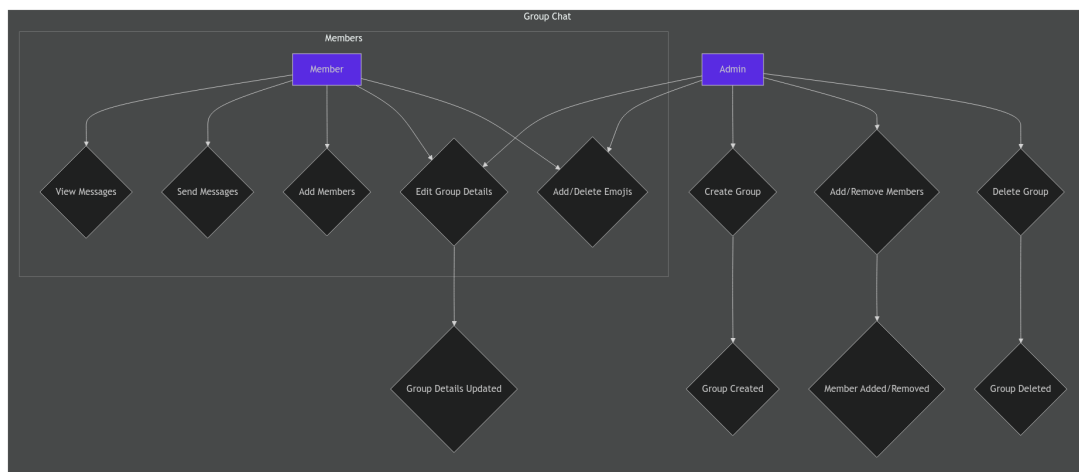 Group Chat
Members
Member
Admin
View Messages
Send Messages
Add Members
Edit Group Details
Add/Delete Emojis
Create Group
Add/Remove Members
Delete Group
Group Details Updated
Group Created
Member Added/Removed
Group Deleted